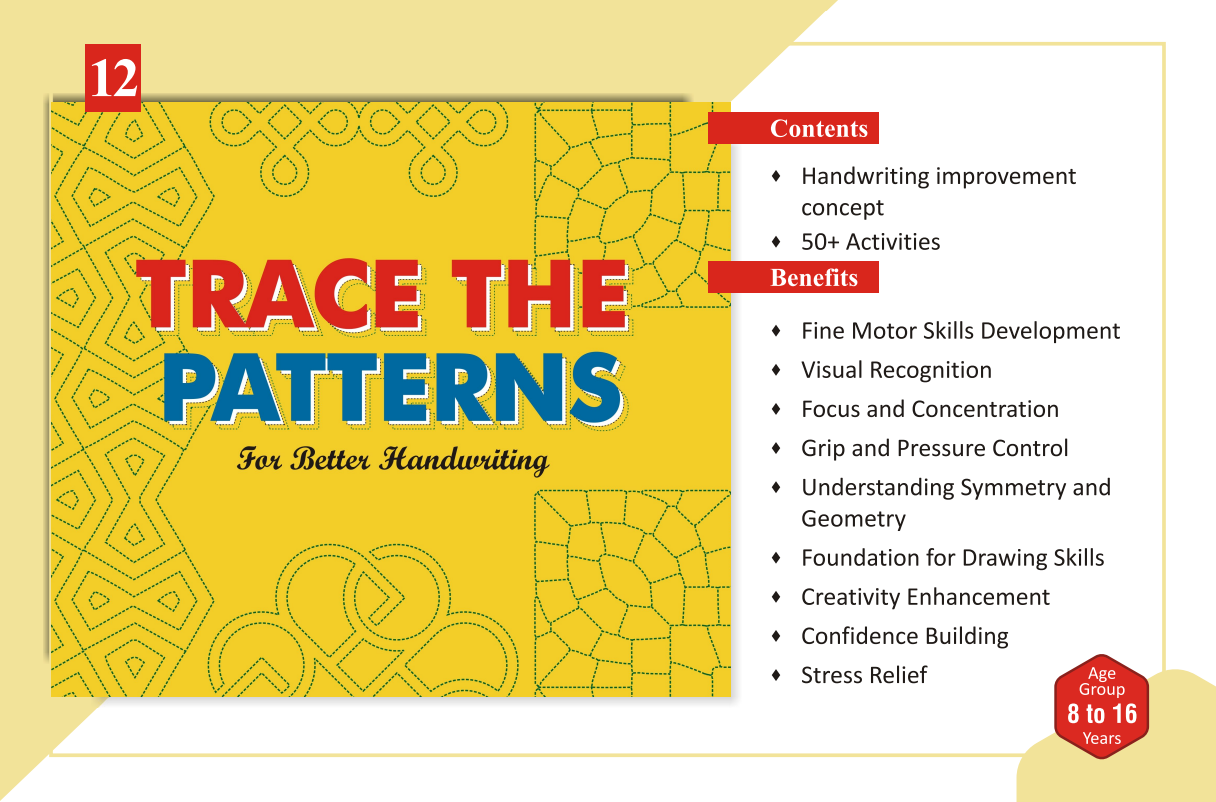 12
TRACE THE
PATTERNS
For Better Handwriting
Contents
♦ Handwriting improvement
concept
♦ 50+ Activities
Benefits
♦ Fine Motor Skills Development
♦ Visual Recognition
♦ Focus and Concentration
♦ Grip and Pressure Control
♦ Understanding Symmetry and
Geometry
♦ Foundation for Drawing Skills
♦ Creativity Enhancement
♦ Confidence Building
♦ Stress Relief
Age
Group
8 to 16
Years